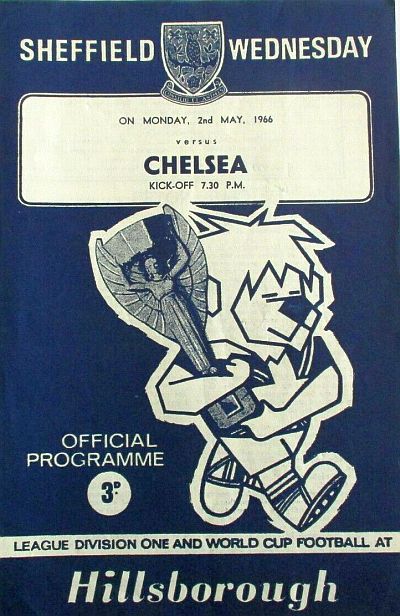 SHEFFIELD WEDNESDAY
ON MONDAY, 2nd MAY, 1966
versus
CHELSEA
KICK-OFF 7.30 P.M.
OFFICIAL
PROGRAMME
3D.
LEAGUE DIVISION ONE AND WORLD CUP FOOTBALL AT
Hillsborough